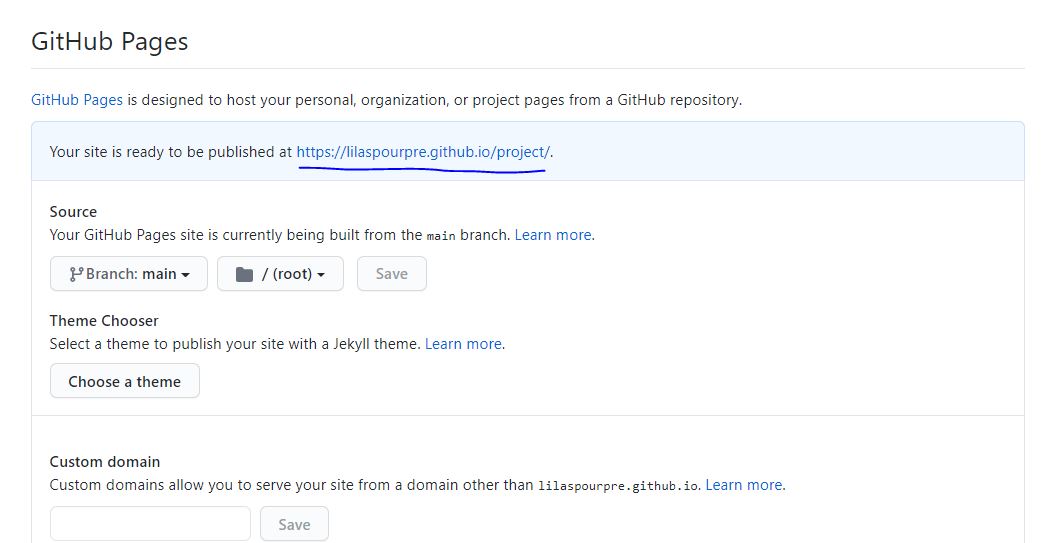 GitHub Pages
GitHub Pages is designed to host your personal, organization, or project pages from a GitHub repository.
Your site is ready to be published at https://lilaspourpre.github.io/project/.
Source
Your GitHub Pages site is currently being built from the main branch. Learn more.
Branch: main / (root) Save
Theme Chooser
Select a theme to publish your site with a Jekyll theme. Learn more.
Choose a theme
Custom domain
Custom domains allow you to serve your site from a domain other than lilaspourpre.github.io. Learn more.
Save